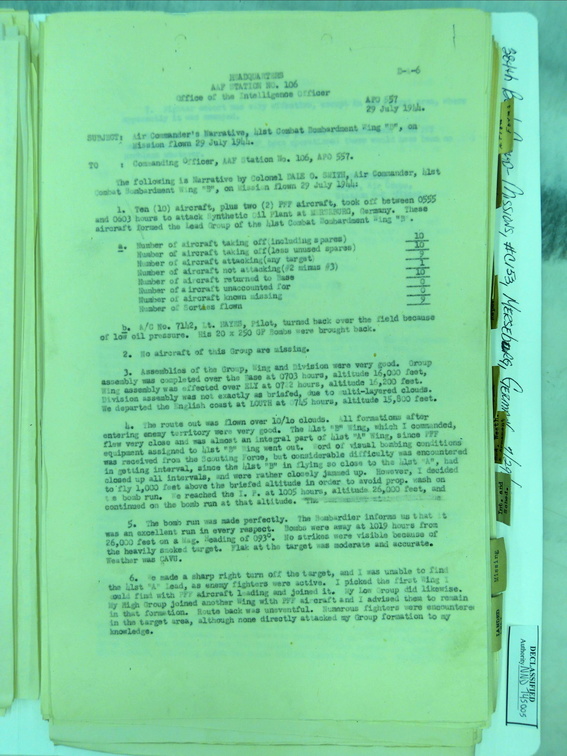 S-E-6
HEADQUARTERS
AAF STATION NO. 106
Office of the Intelligence Officer
APO 557
29 July 1944.
SUBJECT: Air Commander's Narrative, 41st Combat Bombardment Wing "B", on
Mission flown 29 July 1944.
TO : Commanding Officer, AAF Station No. 106, APO 557.
The following is Narrative by Colonel DALE O. SMITH, Air Commander, 41st
Combat Bombardment Wing "B", on Mission flown 29 July 1944:
1. Ten (10) aircraft, plus two (2) PFF aircraft, took off between 0555
and 0603 hours to attack Synthetic Oil Plant at MERSEBURG, Germany. These
aircraft formed the Lead Group of the 41st Combat Bombardment Wing "B".
a. Number of aircraft taking off(including spares) 10
Number of aircraft taking off(less unused spares) 10
Number of aircraft attacking(any target)
Number of aircraft not attacking(#2 minus #3)
Number of aircraft returned to Base
Number of aircraft unaccounted for
Number of aircraft known missing
Number of Sorties flown
b. A/C No. 7142, Lt. HAYES, Pilot, turned back over the field because
of low oil pressure. His 20 x 250 GP Bombs were brought back.
2. No aircraft of this Group are missing.
3. Assemblies of the Group, Wing and Division were very good. Group
assembly was completed over the Base at 0703 hours, altitude 16,000 feet,
Wing assembly was effected over ELY at hours, altitude 16,200 feet.
Division assembly was not exactly as briefed, due to multi-layered clouds.
We departed the English coast at LOUTH at 0745 hours, altitude 15,800 feet.
4. The route out was flown over 10/10 clouds. All formations after
entering enemy territory were very good. The 41st "B" Wing, which I commanded,
flew very close and was almost an integral part of 41st "A" Wing, since PFF
equipment assigned to 41st "B" Wing went out. Word of visual bombing conditions
was received from the Scouting Force, but considerable difficulty was encountered
in getting interval, since the 41st "B" in flying so close to the 41st "A", had
closed up all intervals, and were rather closely jammed up. However, I decided
to fly 1,000 feet above the briefed altitude in order to avoid prop. wash on
the bomb run. We reached the I. P. at 1005 hours, altitude 26,000 feet, and
continued on the bomb run at that altitude.
5. The bomb run was made perfectly. The Bombardier informs us that it
was an excellent run in every respect. Bombs were away at 1019 hours from
26,000 feet on a Mag. Heading of 093°. No strikes were visible because of
the heavily smoked target. Flak at the target was moderate and accurate.
Weather was CAVU.
6. We made a sharp right turn off the target, and I was unable to find
the 41st "A" Lead, as enemy fighters were active. I picked the first Wing I
could find with PFF aircraft leading and joined it. My Low Group did likewise.
My High Group joined another Wing with PFF aircraft and I advised them to remain
in that formation. Route back was uneventful. Numerous fighters were encountered
in the target area, although none directly attacked my Group formation to my
knowledge.
384th
MERSEBURG, GERMANY
Missing
DECLASSIFIED
Authority NND 745005